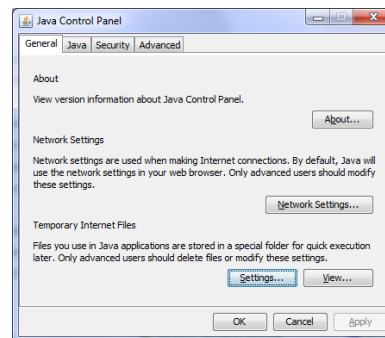 Java Control Panel
General Java Security Advanced
About
View version information about Java Control Panel.
About...
Network Settings
Network settings are used when making Internet connections. By default, Java will
use the network settings in your web browser. Only advanced users should modify
these settings.
Network Settings...
Temporary Internet Files
Files you use in Java applications are stored in a special folder for quick execution
later. Only advanced users should delete files or modify these settings.
Settings... View...
OK Cancel Apply